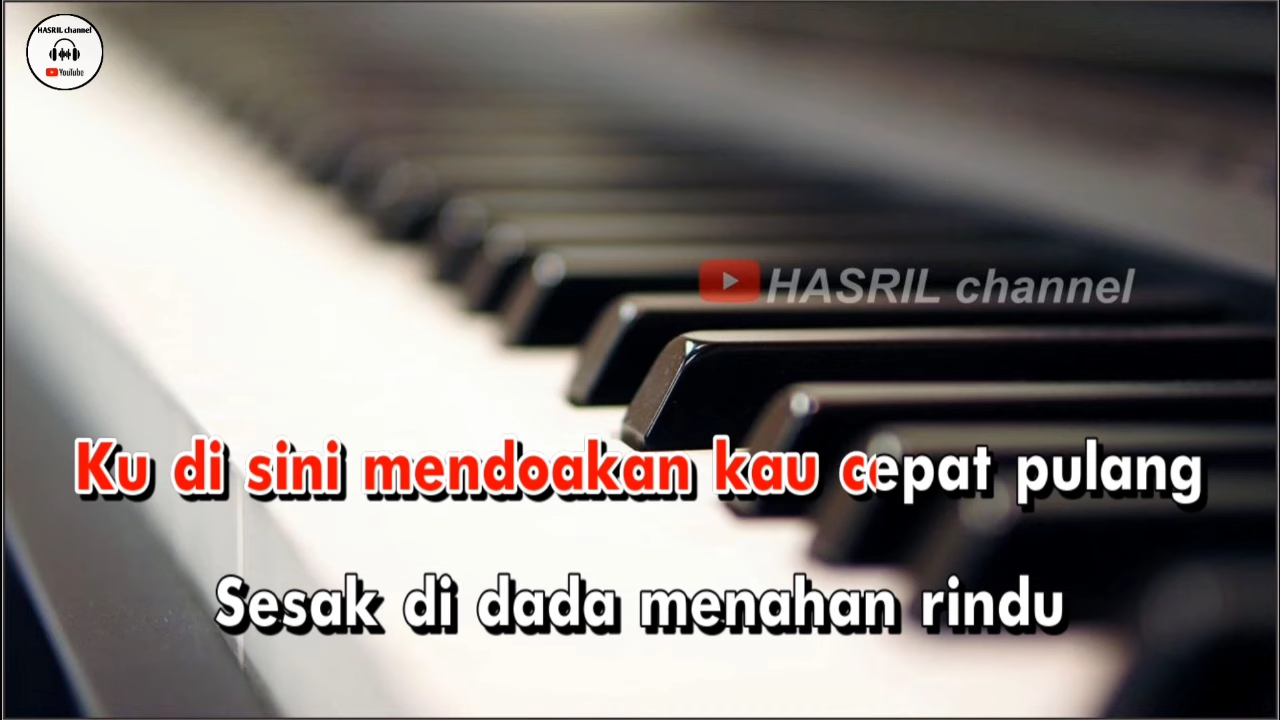 HASRIL channel
YouTube
HASRIL channel
Ku di sini mendoakan kau cepat pulang
Sesak di dada menahan rindu